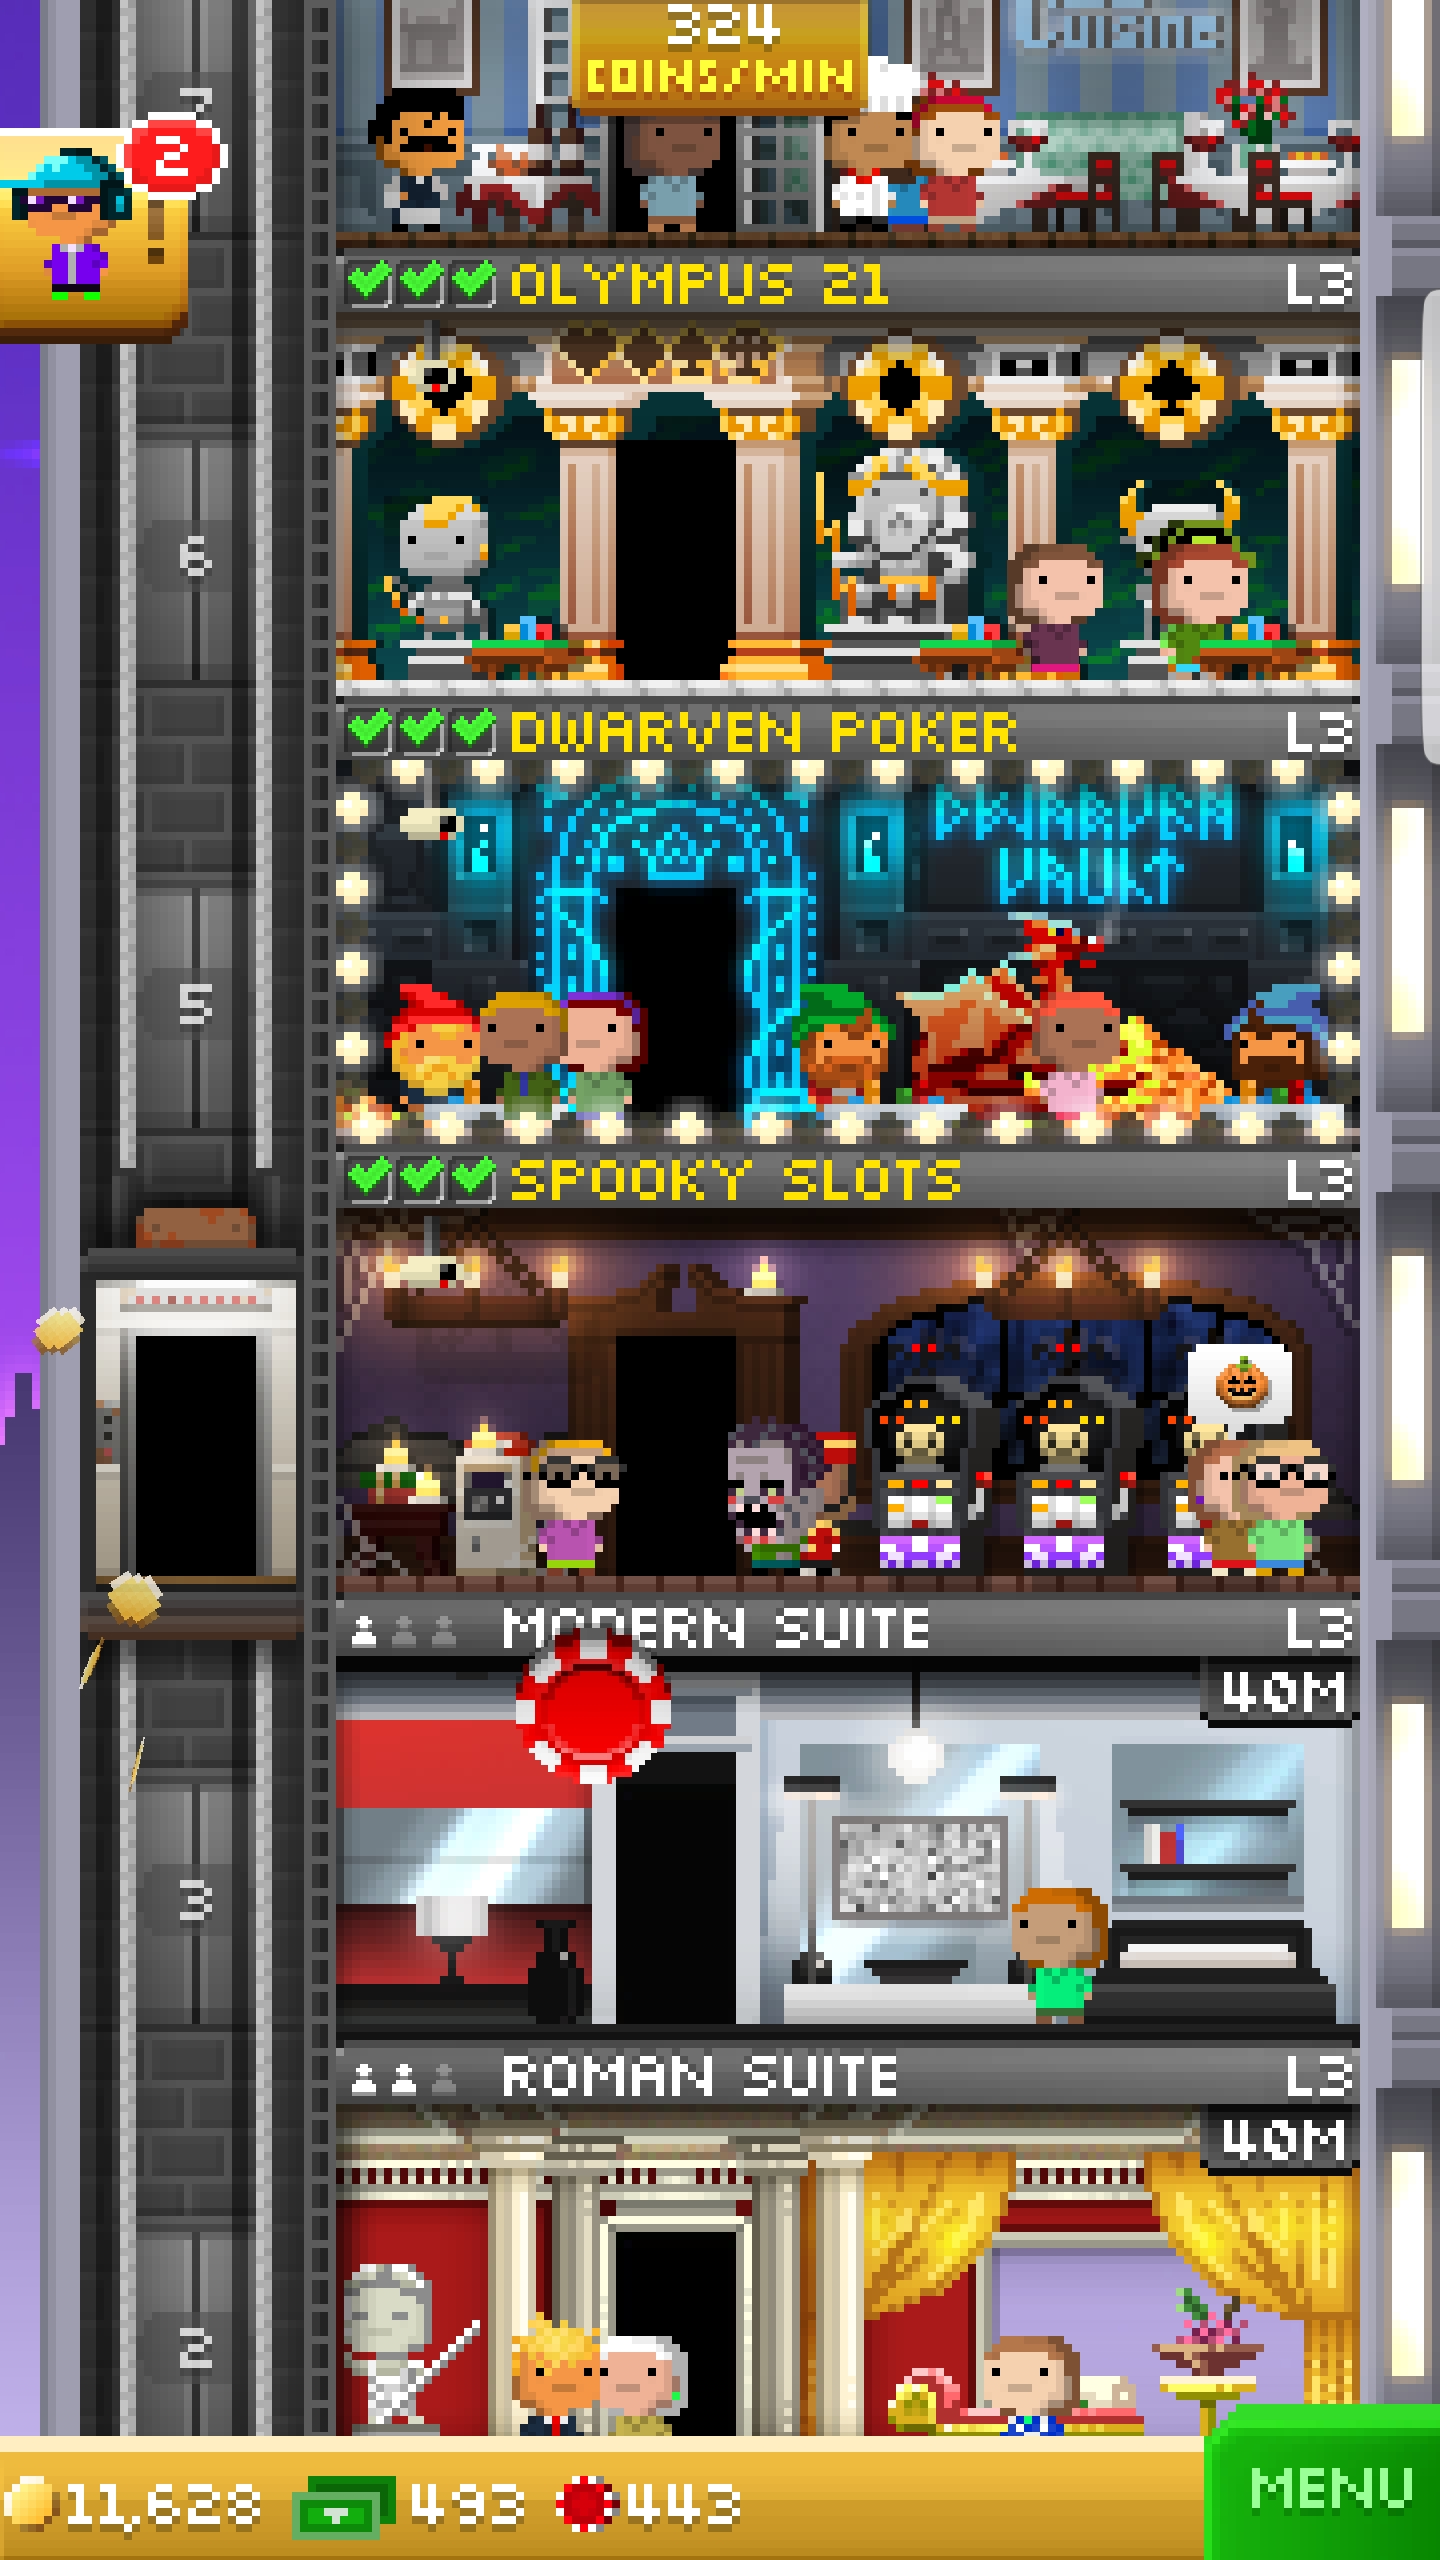 Cuisine
324
COINS/MIN
7
2
!
OLYMPUS 21
L3
6
DWARVEN POKER
L3
DWARVEN
VAULT
5
SPOOKY SLOTS
L3
MODERN SUITE
L3
40M
3
ROMAN SUITE
L3
40M
2
11,628
493
443
MENU